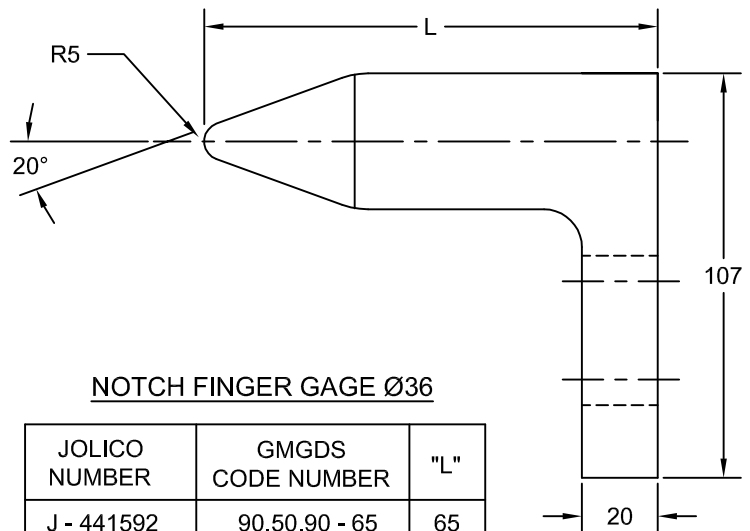 L
R5
20°
107
NOTCH FINGER GAGE Ø36
JOLICO NUMBER
GMGDS CODE NUMBER
"L"
J - 441592
90.50.90 - 65
65
20